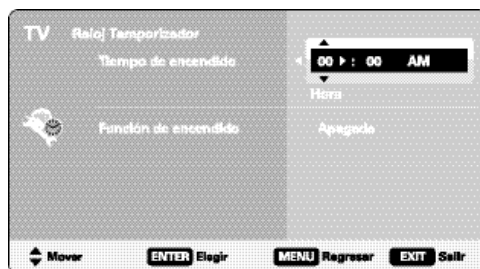 TV Reloj Temporizador
Tiempo de encendido
00 : 00 AM
Hora
Función de encendido Apagado
Mover ENTER Elegir MENU Regresar EXIT Salir